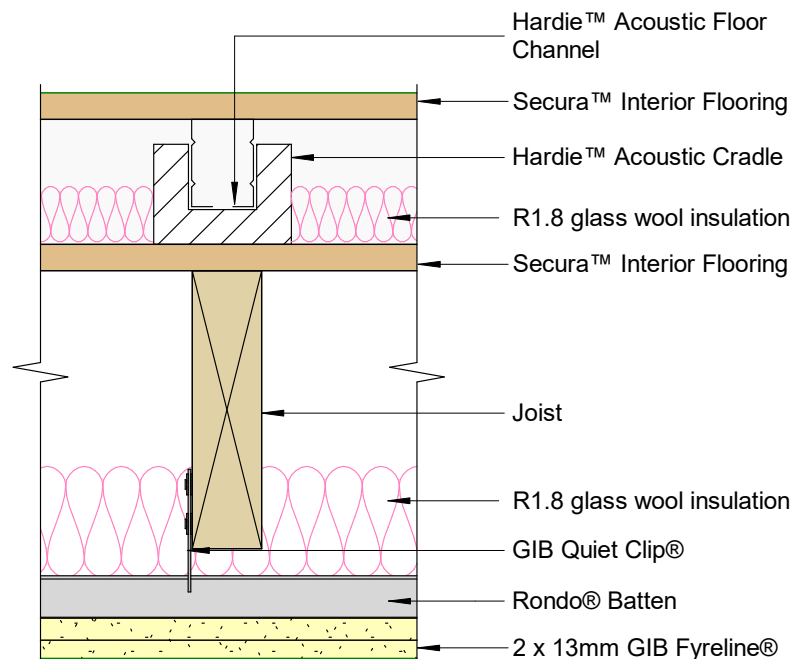 Hardie™ Acoustic Floor
Channel
Secura™ Interior Flooring
Hardie™ Acoustic Cradle
R1.8 glass wool insulation
Secura™ Interior Flooring
Joist
R1.8 glass wool insulation
GIB Quiet Clip®
Rondo® Batten
2 x 13mm GIB Fyreline®